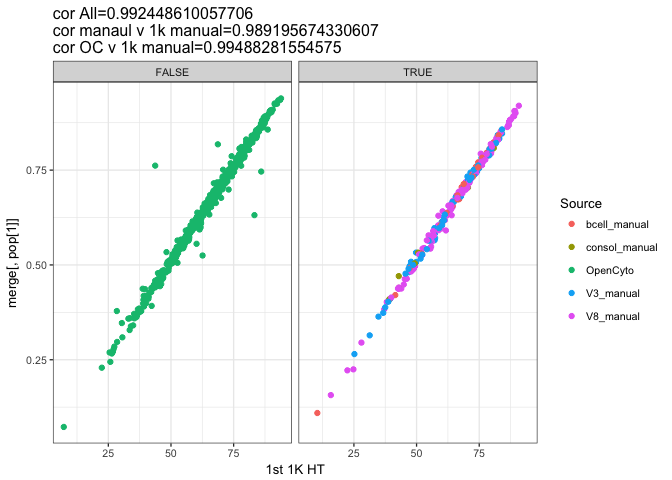 cor All=0.992448610057706
cor manaul v 1k manual=0.989195674330607
cor OC v 1k manual=0.99488281554575
FALSE
TRUE
merge[, pop[1]]
0.75
0.50
0.25
25
50
75
25
50
75
1st 1K HT
Source
bcell_manual
consol_manual
OpenCyto
V3_manual
V8_manual